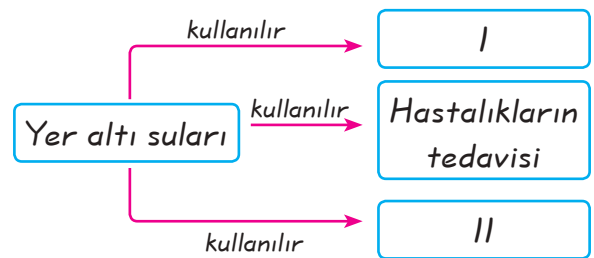 kullanılır
I
Yer altı suları
kullanılır
Hastalıkların
tedavisi
kullanılır
II